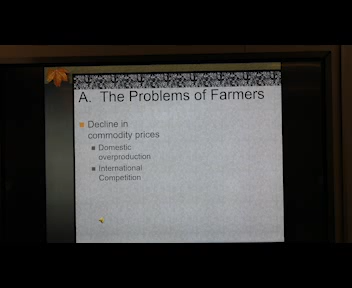 A. The Problems of Farmers
Decline in
commodity prices
Domestic
overproduction
International
Competition